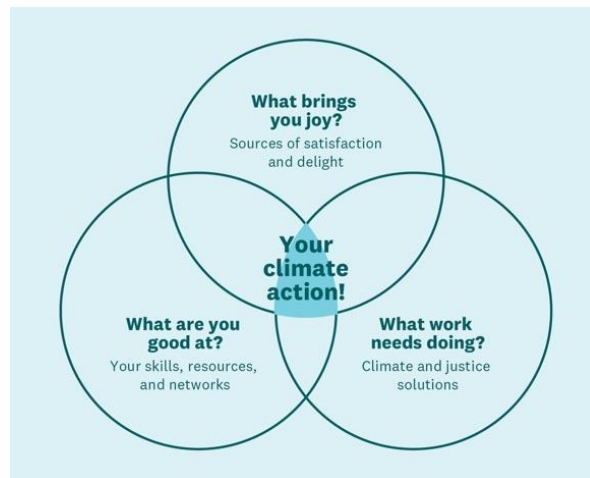 What brings
you joy?
Sources of satisfaction
and delight
Your
climate
action!
What are you
good at?
Your skills, resources,
and networks
What work
needs doing?
Climate and justice
solutions